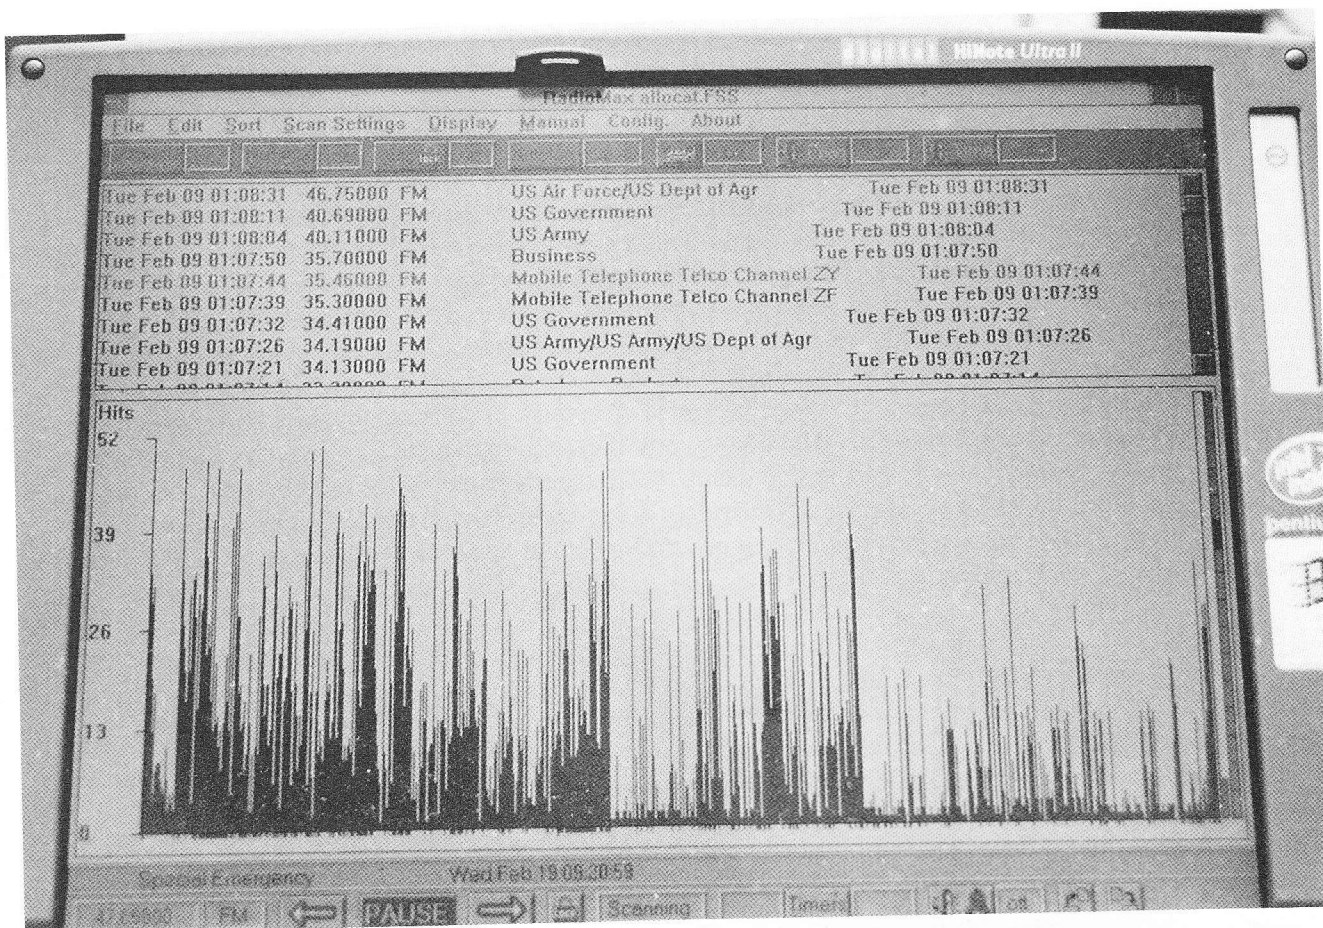 digital HiNote Ultra II
RadioMax allocat.FSS
File Edit Sort Scan Settings Display Manual Config. About
Tue Feb 09 01:08:31 46.75000 FM US Air Force/US Dept of Agr Tue Feb 09 01:08:31
Tue Feb 09 01:08:11 40.69000 FM US Government Tue Feb 09 01:08:11
Tue Feb 09 01:08:04 40.11000 FM US Army Tue Feb 09 01:08:04
Tue Feb 09 01:07:50 35.70000 FM Business Tue Feb 09 01:07:50
Tue Feb 09 01:07:44 35.46000 FM Mobile Telephone Telco Channel ZY Tue Feb 09 01:07:44
Tue Feb 09 01:07:39 35.30000 FM Mobile Telephone Telco Channel ZF Tue Feb 09 01:07:39
Tue Feb 09 01:07:32 34.41000 FM US Government Tue Feb 09 01:07:32
Tue Feb 09 01:07:26 34.19000 FM US Army/US Army/US Dept of Agr Tue Feb 09 01:07:26
Tue Feb 09 01:07:21 34.13000 FM US Government Tue Feb 09 01:07:21
Hits
52
39
26
13
0
Special Emergency Wed Feb 19 09:30:59
FM PAUSE Scanning Timers Off